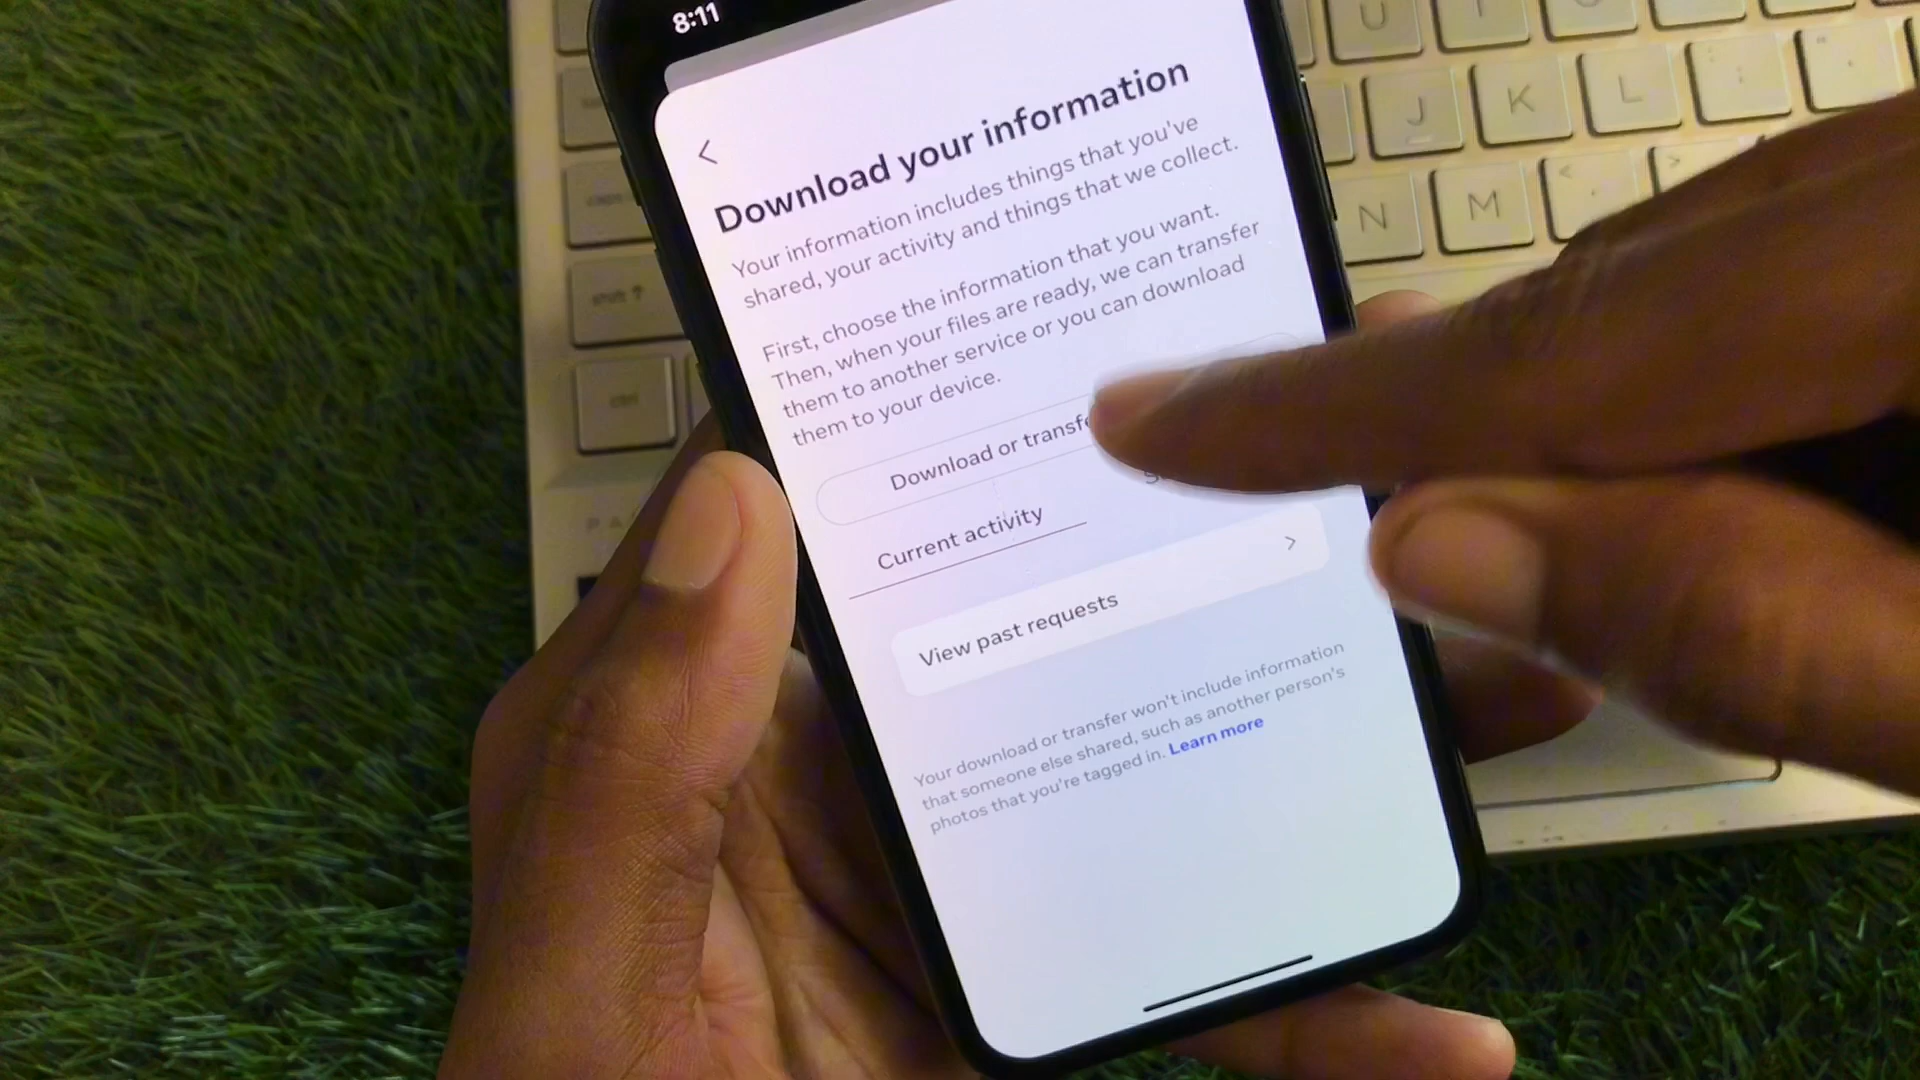 8:11
Download your information
Your information includes things that you've
shared, your activity and things that we collect.
First, choose the information that you want.
Then, when your files are ready, we can transfer
them to another service or you can download
them to your device.
Download or transfe
Current activity
View past requests
Your download or transfer won't include information
that someone else shared, such as another person's
photos that you're tagged in. Learn more
U
J
K
L
N
M
<
>
shift
ctrl